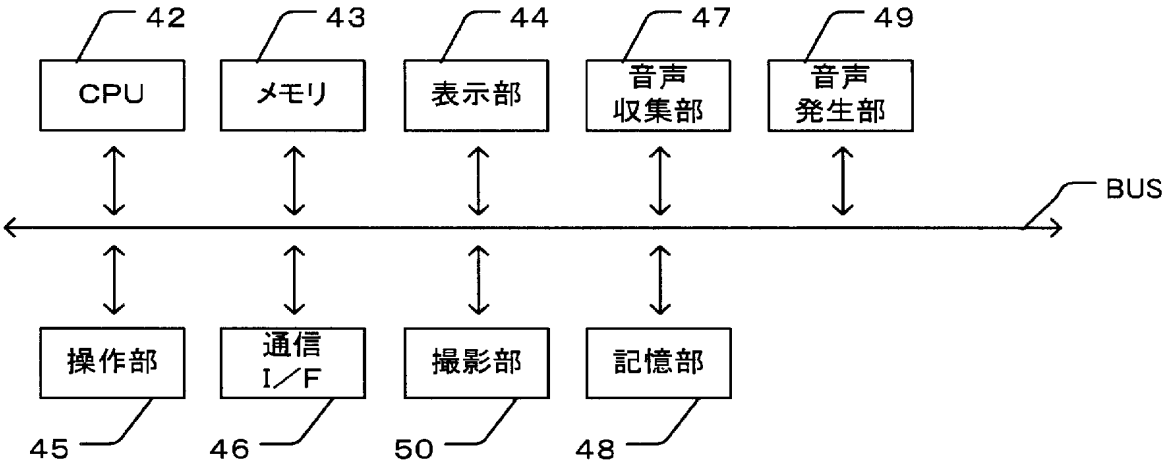 42
43
44
47
49
CPU
メモリ
表示部
音声
収集部
音声
発生部
BUS
操作部
通信
I/F
撮影部
記憶部
45
46
50
48